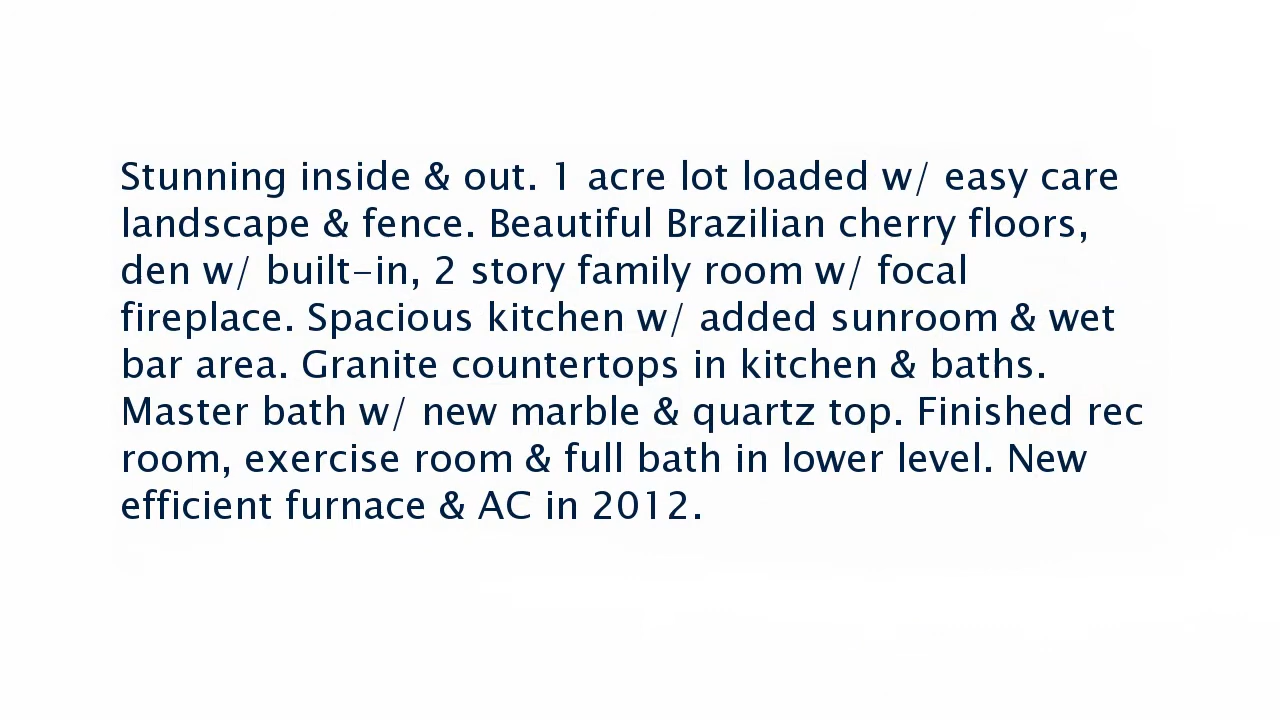 Stunning inside & out. 1 acre lot loaded w/ easy care
landscape & fence. Beautiful Brazilian cherry floors,
den w/ built-in, 2 story family room w/ focal
fireplace. Spacious kitchen w/ added sunroom & wet
bar area. Granite countertops in kitchen & baths.
Master bath w/ new marble & quartz top. Finished rec
room, exercise room & full bath in lower level. New
efficient furnace & AC in 2012.